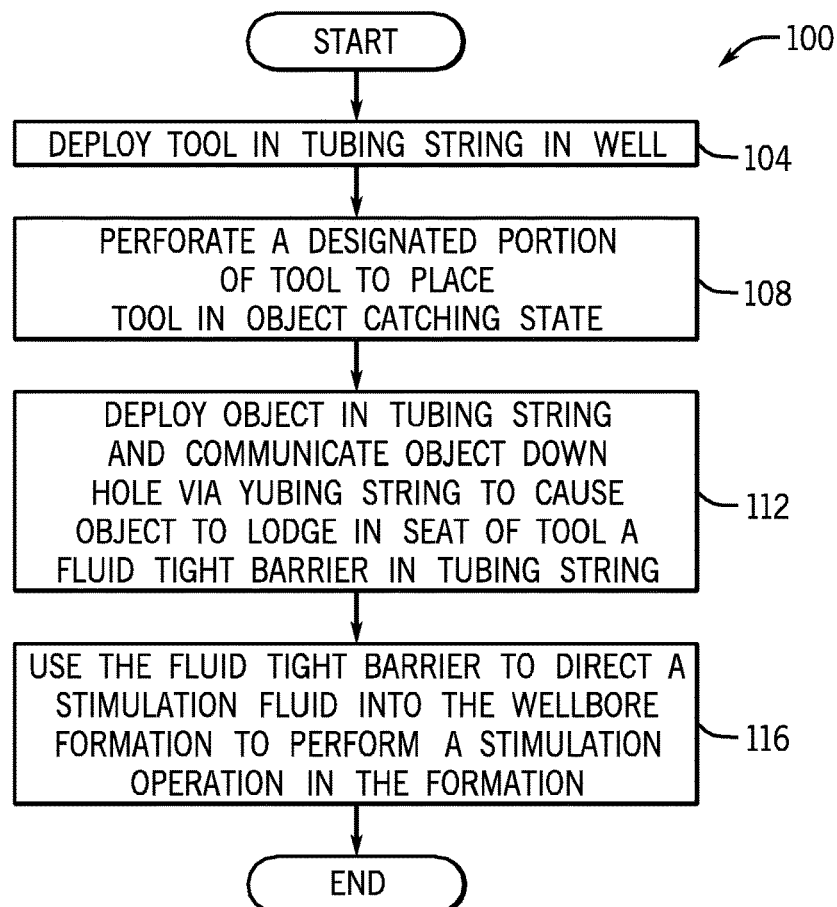 START
100
DEPLOY TOOL IN TUBING STRING IN WELL
104
PERFORATE A DESIGNATED PORTION
OF TOOL TO PLACE
TOOL IN OBJECT CATCHING STATE
108
DEPLOY OBJECT IN TUBING STRING
AND COMMUNICATE OBJECT DOWN
HOLE VIA YUBING STRING TO CAUSE
OBJECT TO LODGE IN SEAT OF TOOL A
FLUID TIGHT BARRIER IN TUBING STRING
112
USE THE FLUID TIGHT BARRIER TO DIRECT A
STIMULATION FLUID INTO THE WELLBORE
FORMATION TO PERFORM A STIMULATION
OPERATION IN THE FORMATION
116
END